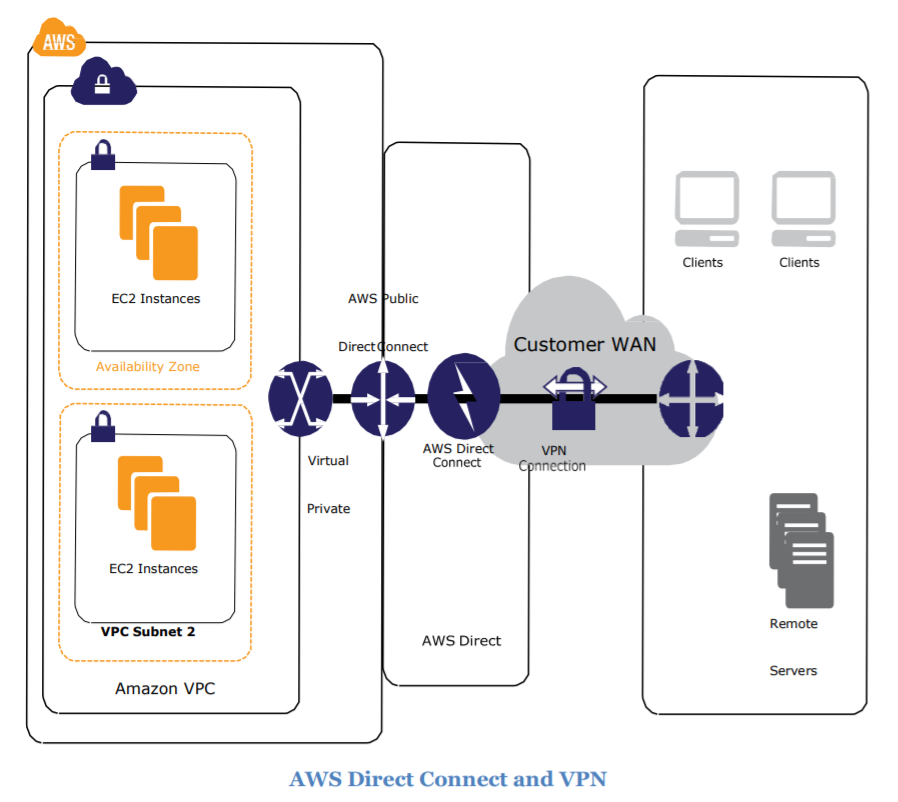 AWS
Clients
Clients
EC2 Instances
AWS Public
Customer WAN
Direct Connect
Availability Zone
AWS Direct
Connect
VPN
Connection
Virtual
Private
EC2 Instances
VPC Subnet 2
Remote
Servers
AWS Direct
Amazon VPC
AWS Direct Connect and VPN